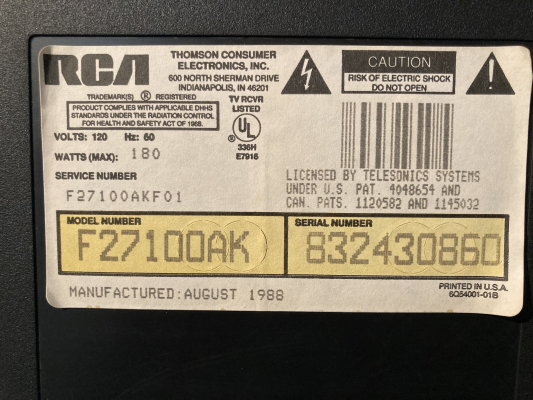 RCA
THOMSON CONSUMER
ELECTRONICS, INC.
600 NORTH SHERMAN DRIVE
INDIANAPOLIS, IN 46201
TRADEMARK(S) ® REGISTERED
PRODUCT COMPLIES WITH APPLICABLE DHHS
STANDARDS UNDER THE RADIATION CONTROL
FOR HEALTH AND SAFETY ACT OF 1968.
TV RCVR
LISTED
UL
®
336H
E7916
CAUTION
RISK OF ELECTRIC SHOCK
DO NOT OPEN
VOLTS: 120 Hz: 60
WATTS (MAX): 180
SERVICE NUMBER
F27100AKF01
LICENSED BY TELESONICS SYSTEMS
UNDER U.S. PAT. 4048654 AND
CAN. PATS. 1120582 AND 1145032
MODEL NUMBER
F27100AK
SERIAL NUMBER
832430860
MANUFACTURED: AUGUST 1988
PRINTED IN U.S.A.
6Q54001-01B